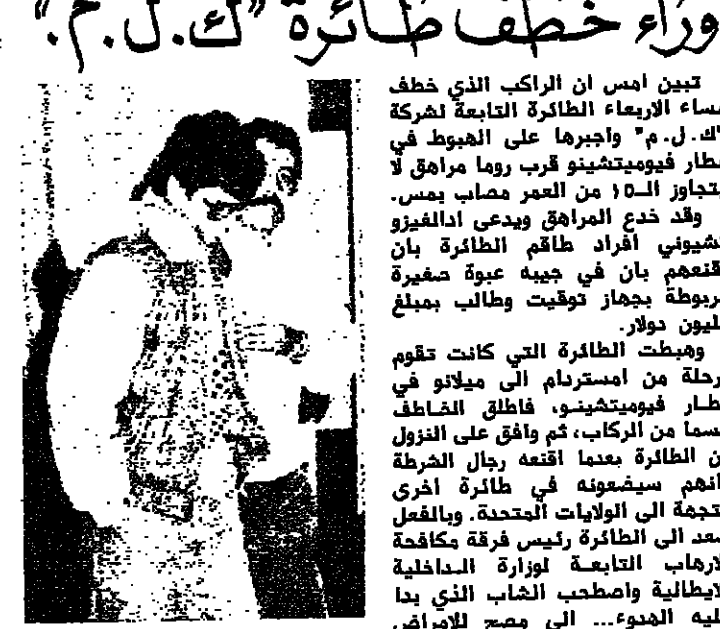 وراء خطف طائرة "ك.ل.م."
تبين امس ان الراكب الذي خطف
مساء الاربعاء الطائرة التابعة لشركة
"ك.ل.م" واجبرها على الهبوط في
مطار فيوميتشينو قرب روما مراهق لا
يتجاوز الـ١٥ من العمر مصاب بمس.
وقد خدع المراهق ويدعى ادالغيزو
شيوني افراد طاقم الطائرة بان
اقنعهم بان في جيبه عبوة صغيرة
مربوطة بجهاز توقيت وطالب بمبلغ
مليون دولار.
وهبطت الطائرة التي كانت تقوم
برحلة من امستردام الى ميلانو في
مطار فيوميتشينو، فاطلق الخاطف
قسما من الركاب، ثم وافق على النزول
من الطائرة بعدما اقنعه رجال الشرطة
بانهم سيضعونه في طائرة اخرى
متجهة الى الولايات المتحدة. وبالفعل
صعد الى الطائرة رئيس فرقة مكافحة
الارهاب التابعة لوزارة الداخلية
الايطالية واصطحب الشاب الذي بدا
عليه الهدوء... الى مصح للامراض